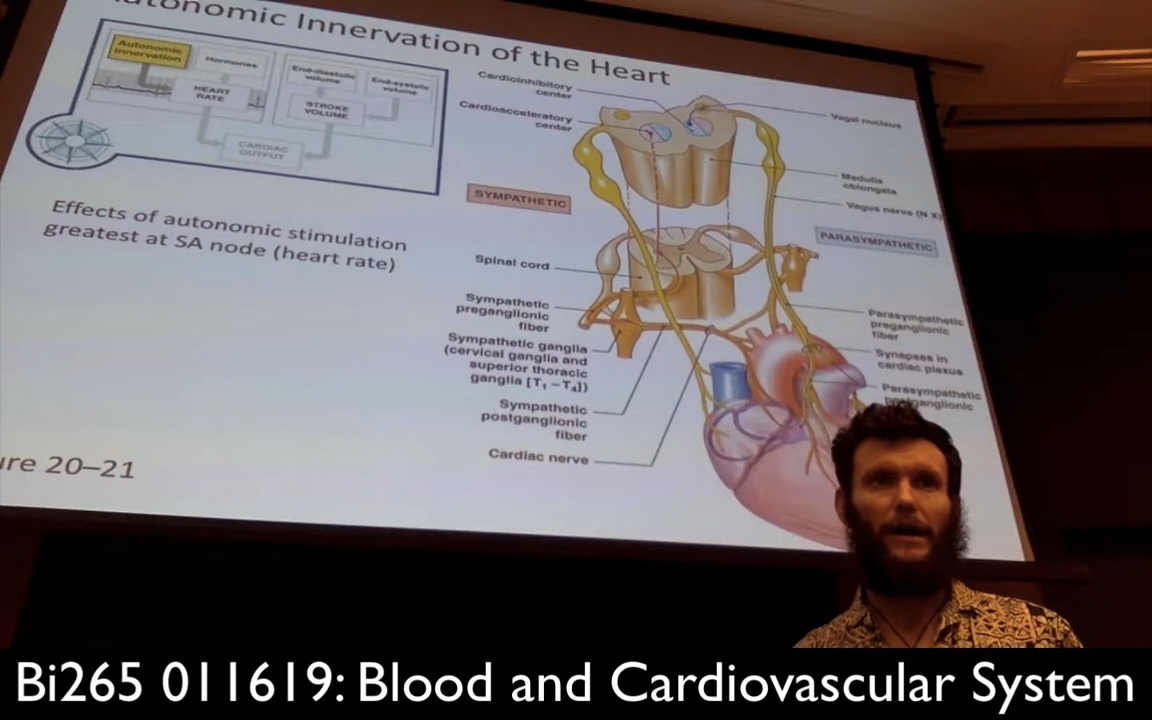 Autonomic Innervation of the Heart
Autonomic
innervation
Hormones
End-diastolic
volume
End-systolic
volume
HEART
RATE
STROKE
VOLUME
CARDIAC
OUTPUT
Effects of autonomic stimulation
greatest at SA node (heart rate)
Cardioinhibitory
center
Cardioacceleratory
center
Vagal nucleus
Medulla
oblongata
Vagus nerve (N X)
SYMPATHETIC
PARASYMPATHETIC
Spinal cord
Sympathetic
preganglionic
fiber
Sympathetic ganglia
(cervical ganglia and
superior thoracic
ganglia [T₁ – T₄])
Sympathetic
postganglionic
fiber
Cardiac nerve
Parasympathetic
preganglionic
fiber
Synapses in
cardiac plexus
Parasympathetic
postganglionic
ure 20–21
Bi265 011619: Blood and Cardiovascular System